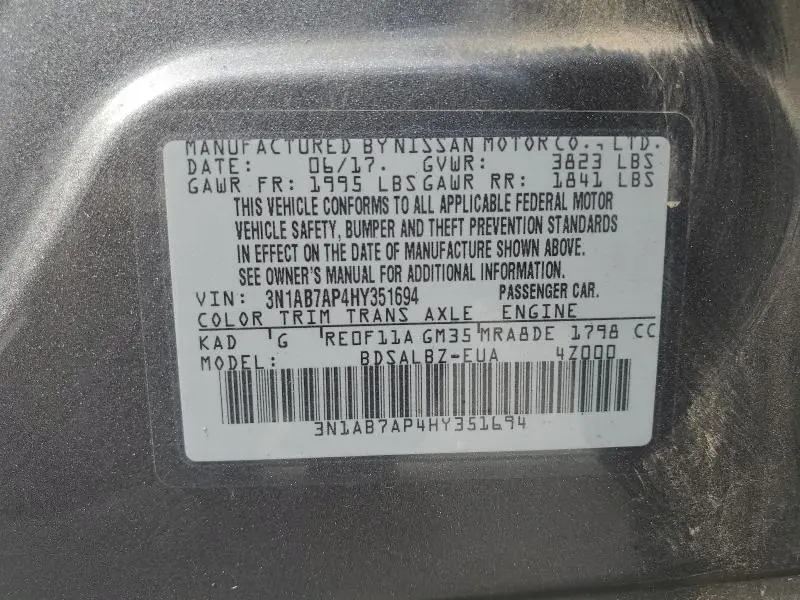 MANUFACTURED BY NISSAN MOTOR CO., LTD.
DATE: 06/17. GVWR: 3823 LBS
GAWR FR: 1995 LBS GAWR RR: 1841 LBS
THIS VEHICLE CONFORMS TO ALL APPLICABLE FEDERAL MOTOR
VEHICLE SAFETY, BUMPER AND THEFT PREVENTION STANDARDS
IN EFFECT ON THE DATE OF MANUFACTURE SHOWN ABOVE.
SEE OWNER'S MANUAL FOR ADDITIONAL INFORMATION.
VIN: 3N1AB7AP4HY351694 PASSENGER CAR.
COLOR TRIM TRANS AXLE ENGINE
KAD G RE0F11A GM35 MRA8DE 1798 CC
MODEL: BDSALBZ-EUA 4Z000
3N1AB7AP4HY351694